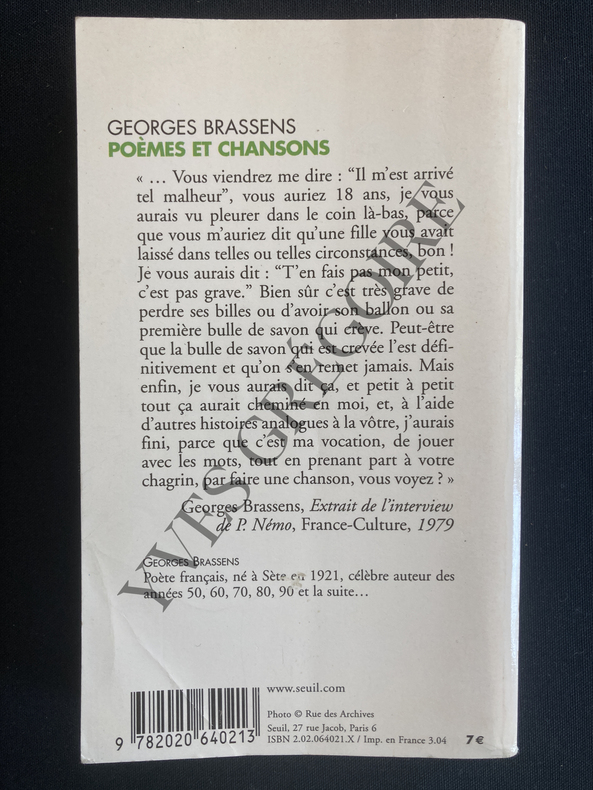 GEORGES BRASSENS
POÈMES ET CHANSONS
« ... Vous viendrez me dire : “Il m'est arrivé
tel malheur”, vous auriez 18 ans, je vous
aurais vu pleurer dans le coin là-bas, parce
que vous m'auriez dit qu'une fille vous avait
laissé dans telles ou telles circonstances, bon !
Je vous aurais dit : “T'en fais pas mon petit,
c'est pas grave.” Bien sûr c'est très grave de
perdre ses billes ou d'avoir son ballon ou sa
première bulle de savon qui crève. Peut-être
que la bulle de savon qui est crevée l'est défi-
nitivement et qu'on s'en remet jamais. Mais
enfin, je vous aurais dit ça, et petit à petit
tout ça aurait cheminé en moi, et, à l'aide
d'autres histoires analogues à la vôtre, j'aurais
fini, parce que c'est ma vocation, de jouer
avec les mots, tout en prenant part à votre
chagrin, par faire une chanson, vous voyez ? »
Georges Brassens, Extrait de l'interview
de P. Némo, France-Culture, 1979
GEORGES BRASSENS
Poète français, né à Sète en 1921, célèbre auteur des
années 50, 60, 70, 80, 90 et la suite...
www.seuil.com
Photo © Rue des Archives
Seuil, 27 rue Jacob, Paris 6
ISBN 2.02.064021.X / Imp. en France 3.04 7 €
9 782020 640213
YVES GRÉGOIRE